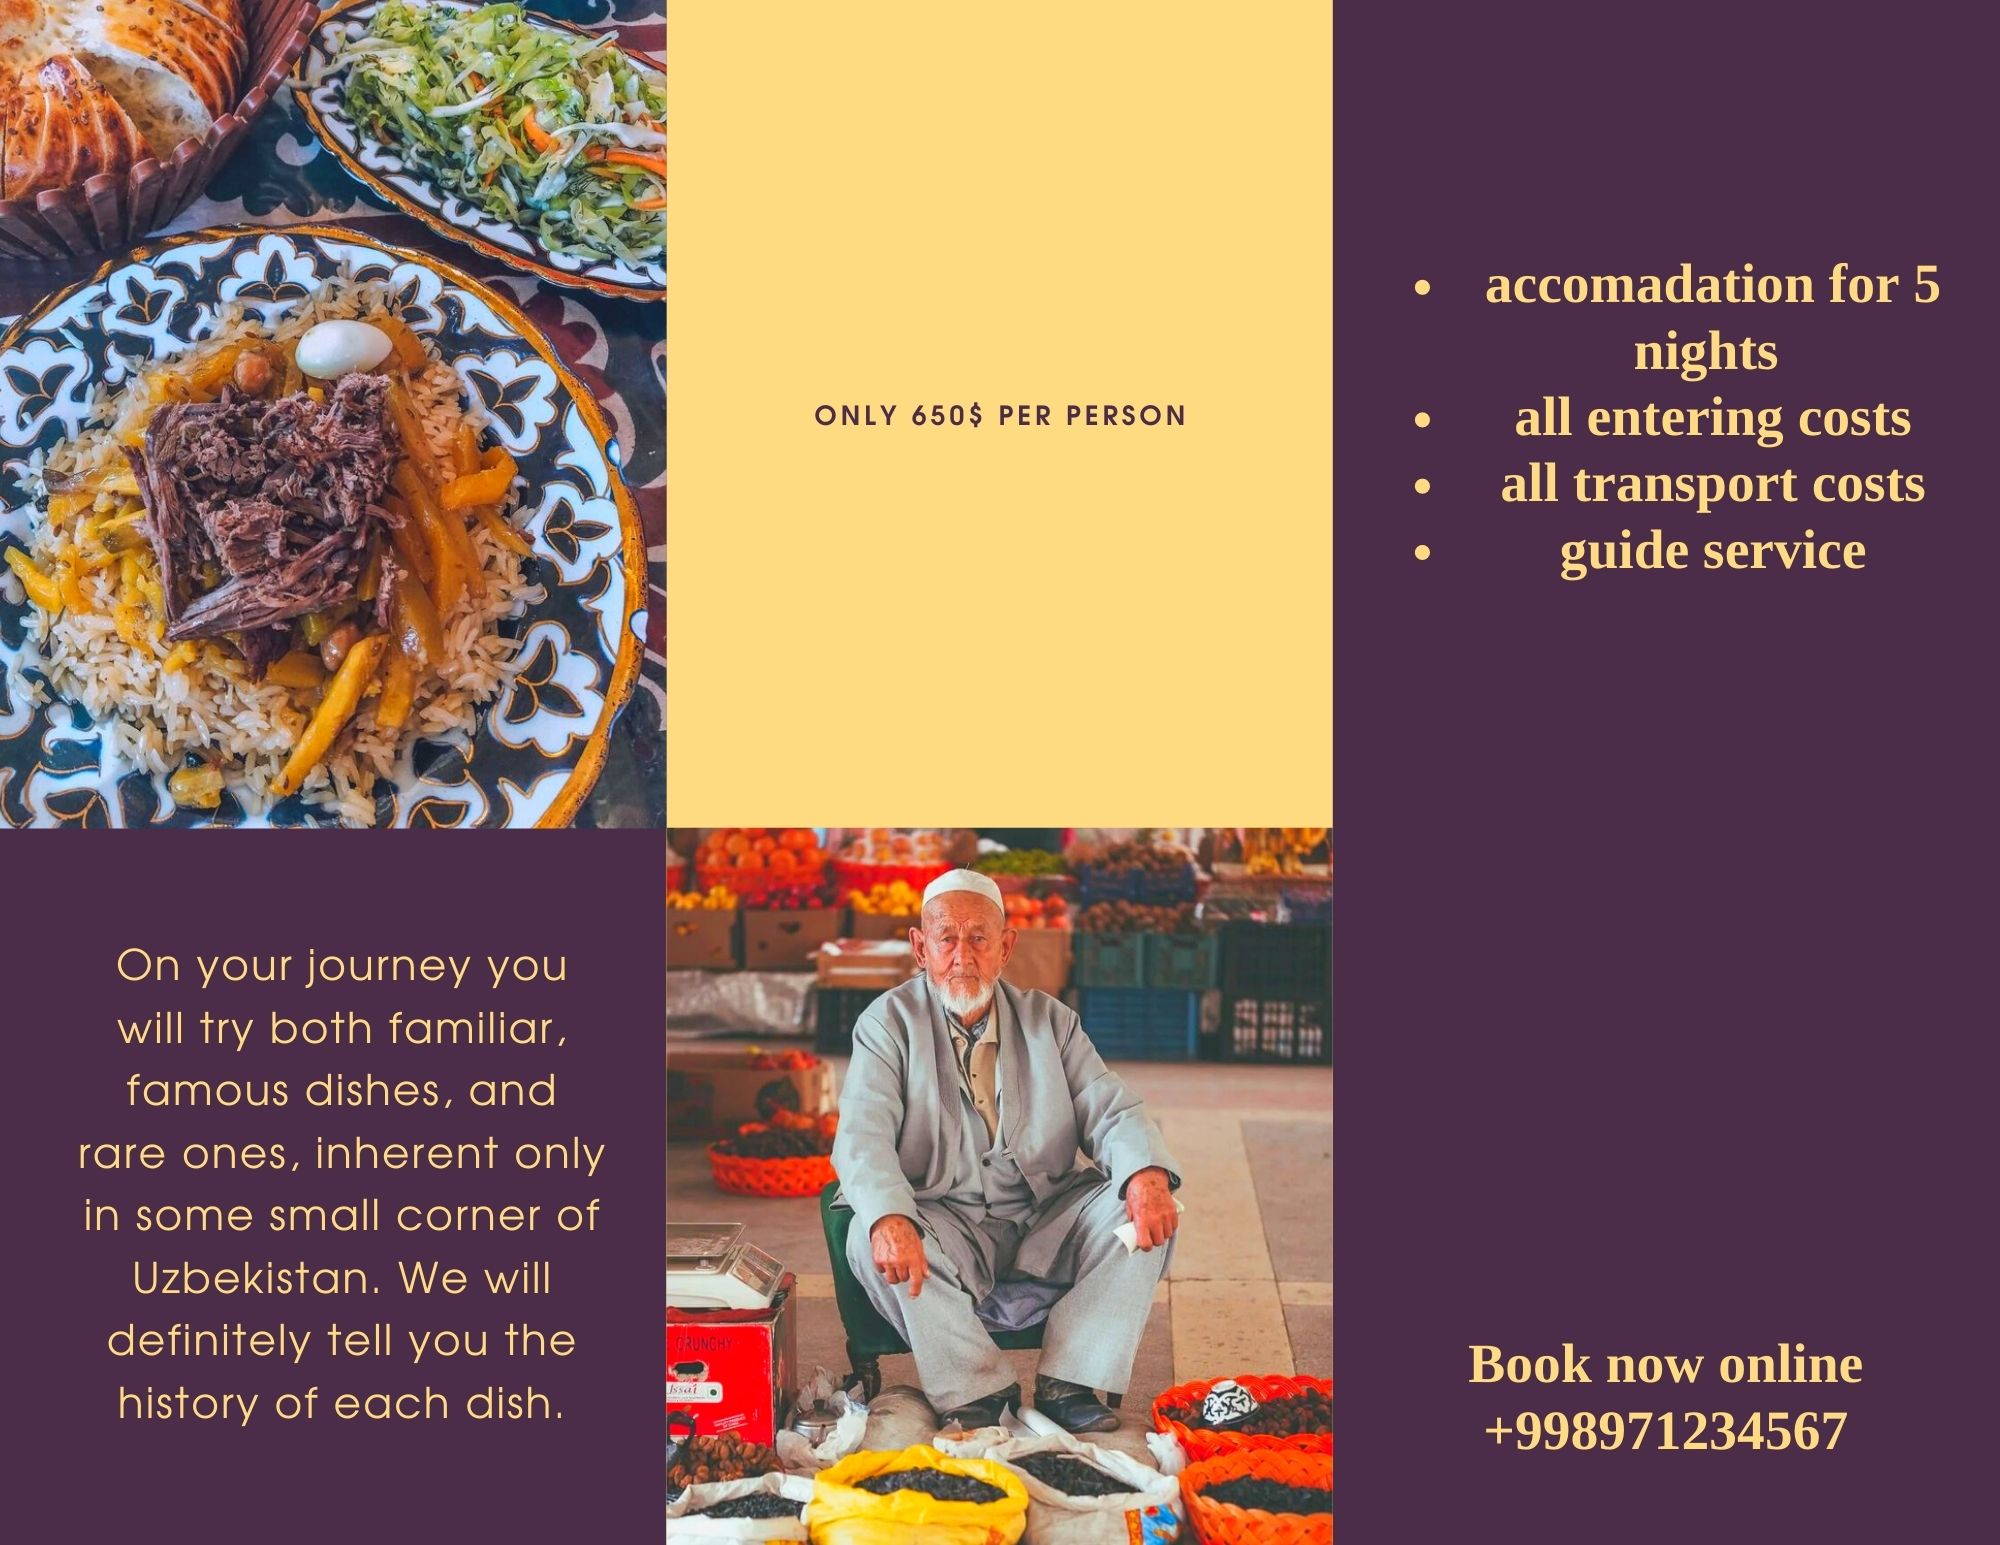 ONLY 650$ PER PERSON
• accomadation for 5
nights
• all entering costs
• all transport costs
• guide service
On your journey you
will try both familiar,
famous dishes, and
rare ones, inherent only
in some small corner of
Uzbekistan. We will
definitely tell you the
history of each dish.
CRUNCHY
Book now online
+998971234567